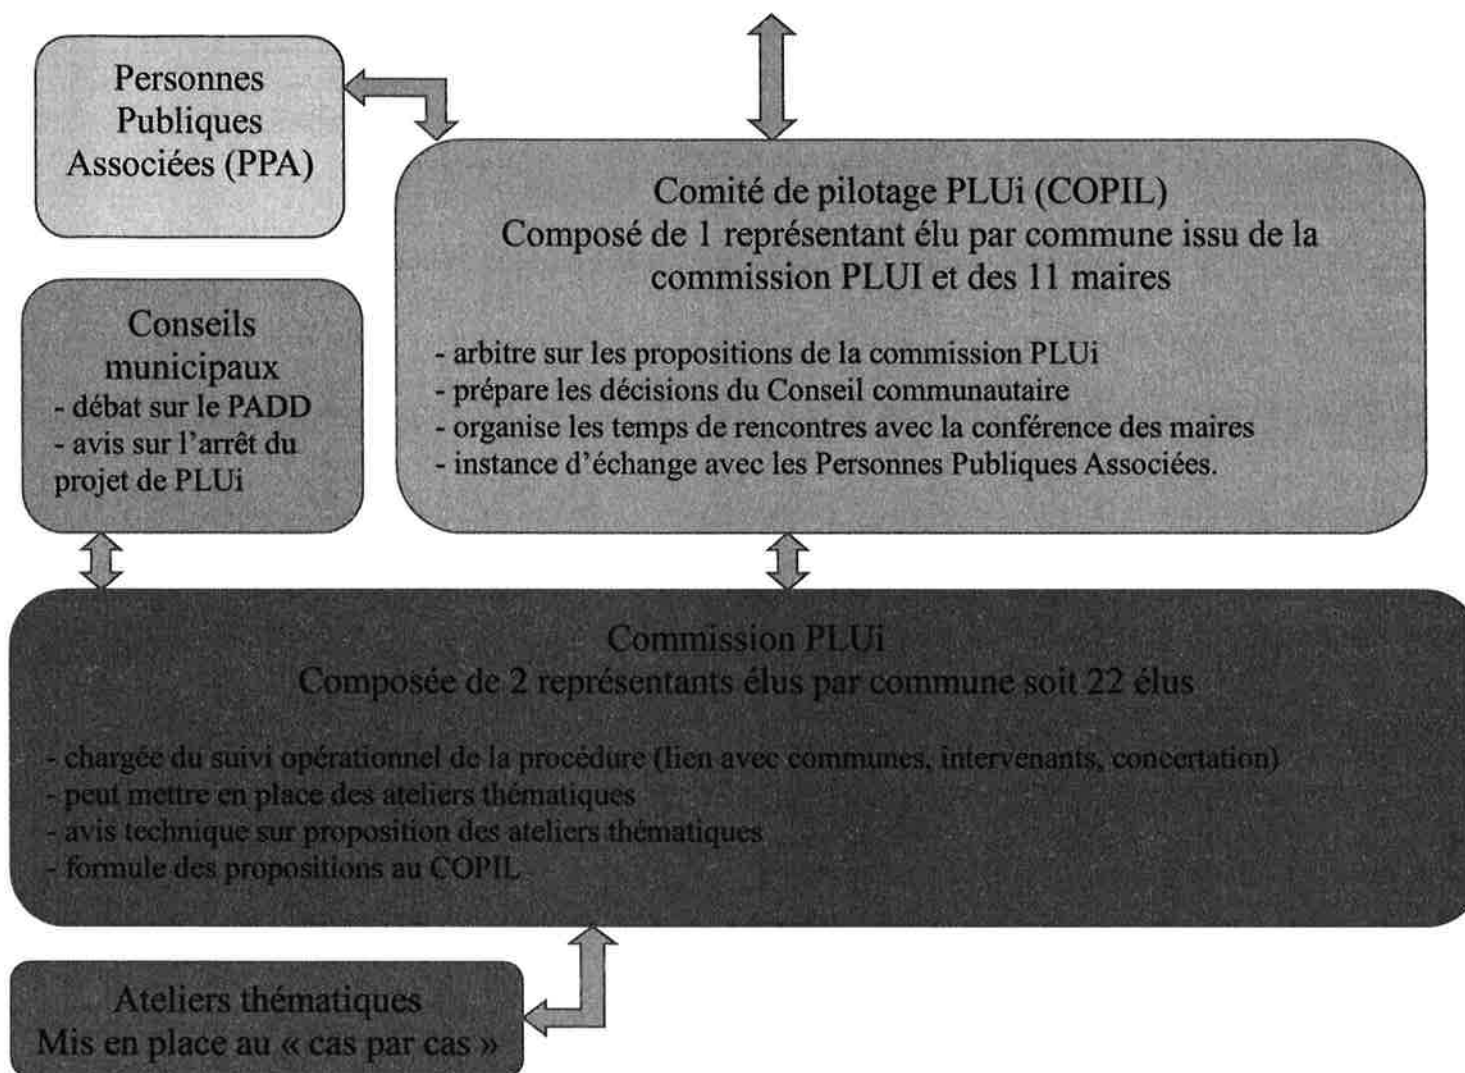 Personnes
Publiques
Associées (PPA)
Comité de pilotage PLUi (COPIL)
Composé de 1 représentant élu par commune issu de la
commission PLUI et des 11 maires
- arbitre sur les propositions de la commission PLUi
- prépare les décisions du Conseil communautaire
- organise les temps de rencontres avec la conférence des maires
- instance d'échange avec les Personnes Publiques Associées.
Conseils
municipaux
- débat sur le PADD
- avis sur l'arrêt du
projet de PLUi
Commission PLUi
Composée de 2 représentants élus par commune soit 22 élus
- chargée du suivi opérationnel de la procédure (lien avec communes, intervenants, concertation)
- peut mettre en place des ateliers thématiques
- avis technique sur proposition des ateliers thématiques
- formule des propositions au COPIL
Ateliers thématiques
Mis en place au « cas par cas »